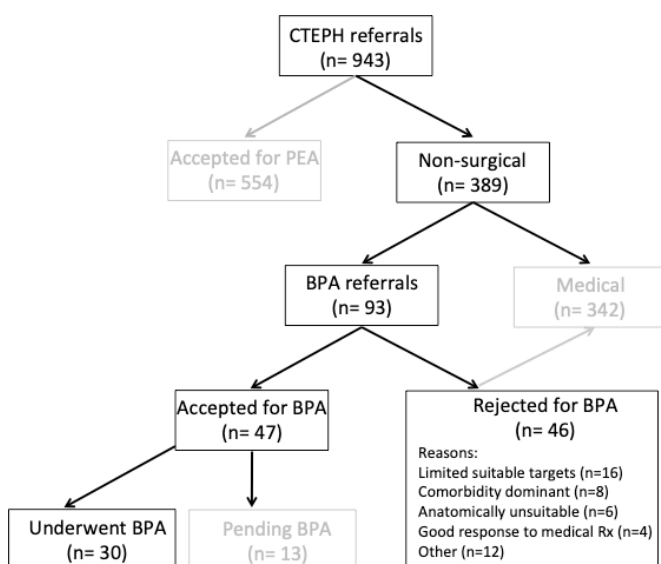 CTEPH referrals
(n= 943)
Accepted for PEA
(n= 554)
Non-surgical
(n= 389)
BPA referrals
(n= 93)
Medical
(n= 342)
Accepted for BPA
(n= 47)
Rejected for BPA
(n= 46)
Reasons:
Limited suitable targets (n=16)
Comorbidity dominant (n=8)
Anatomically unsuitable (n=6)
Good response to medical Rx (n=4)
Other (n=12)
Underwent BPA
(n= 30)
Pending BPA
(n= 13)